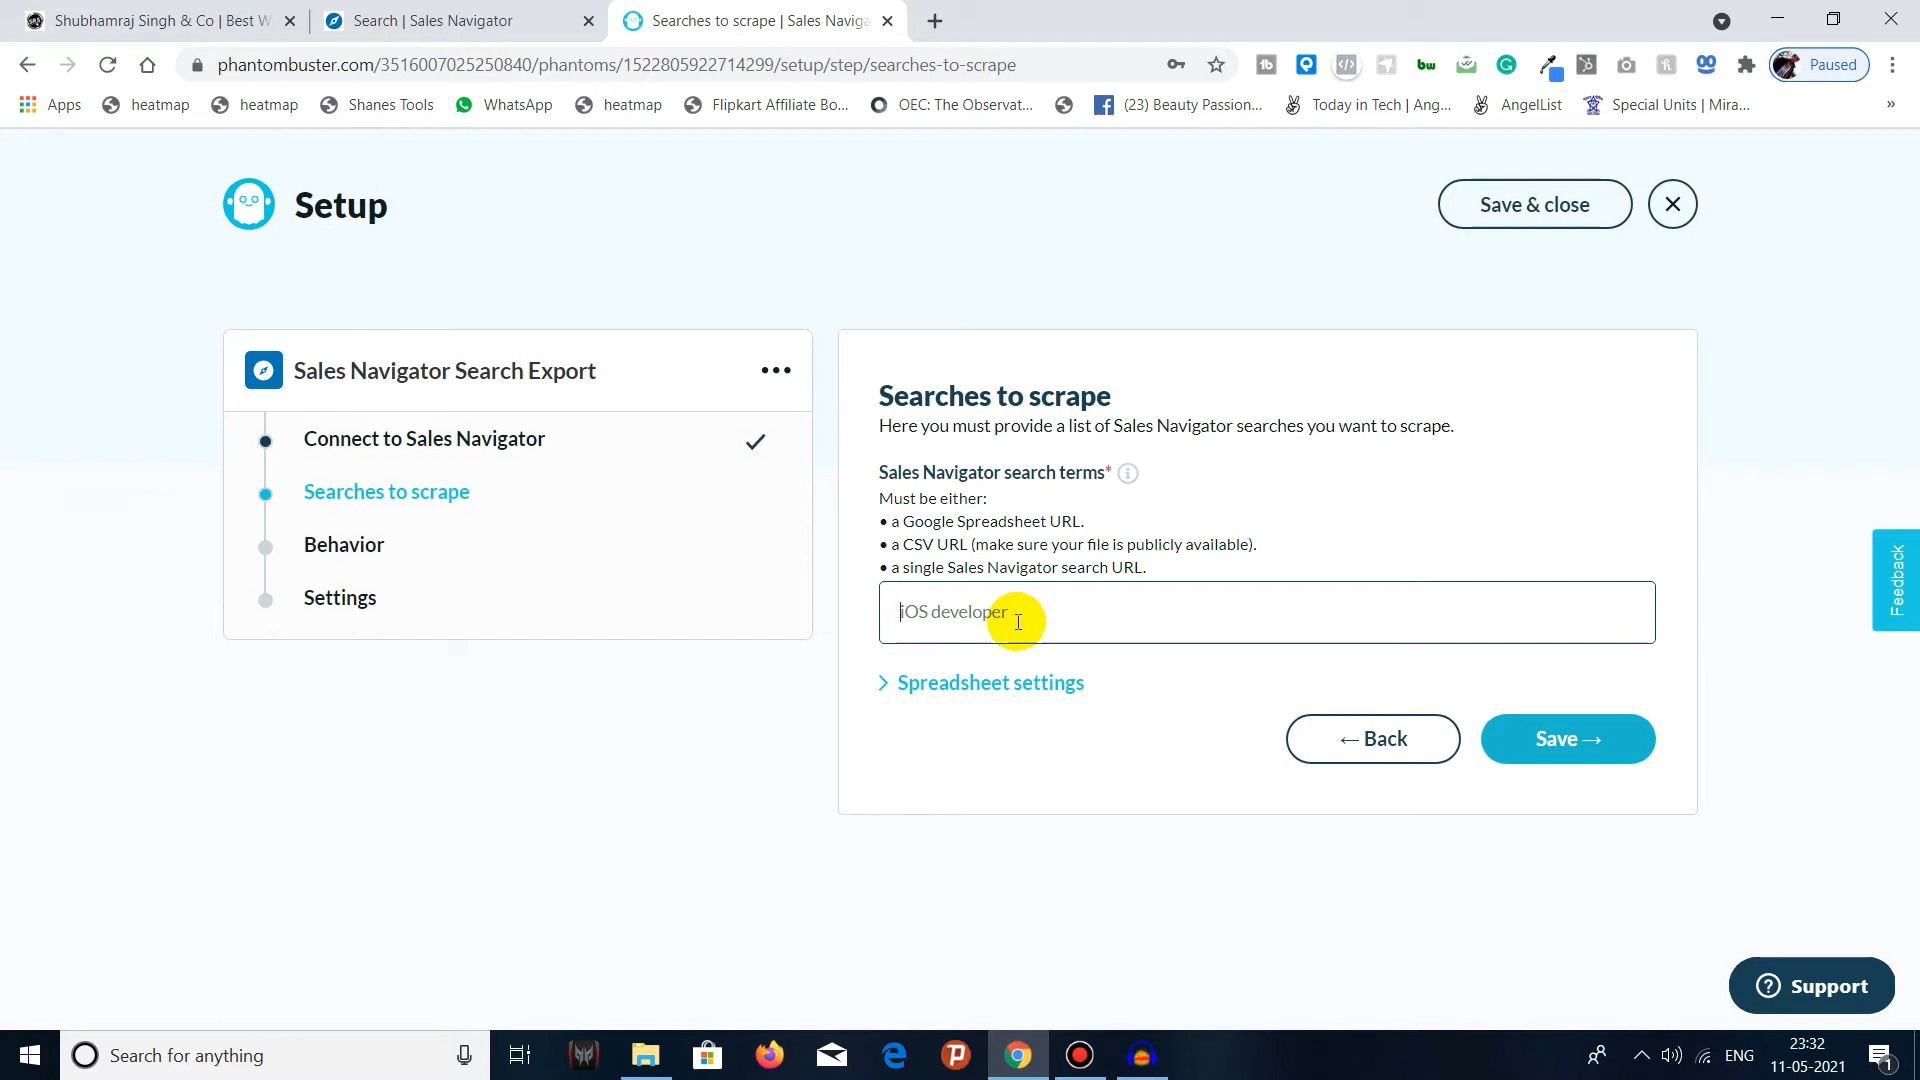 Shubhamraj Singh & Co | Best W
Search | Sales Navigator
Searches to scrape | Sales Naviga
phantombuster.com/3516007025250840/phantoms/1522805922714299/setup/step/searches-to-scrape
Paused
Apps
heatmap
heatmap
Shanes Tools
WhatsApp
heatmap
Flipkart Affiliate Bo...
OEC: The Observat...
(23) Beauty Passion...
Today in Tech | Ang...
AngelList
Special Units | Mira...
»
Setup
Save & close
Sales Navigator Search Export
Connect to Sales Navigator
Searches to scrape
Behavior
Settings
Searches to scrape
Here you must provide a list of Sales Navigator searches you want to scrape.
Sales Navigator search terms*
Must be either:
• a Google Spreadsheet URL.
• a CSV URL (make sure your file is publicly available).
• a single Sales Navigator search URL.
iOS developer
Spreadsheet settings
← Back
Save →
Feedback
Support
Search for anything
ENG
23:32
11-05-2021
1